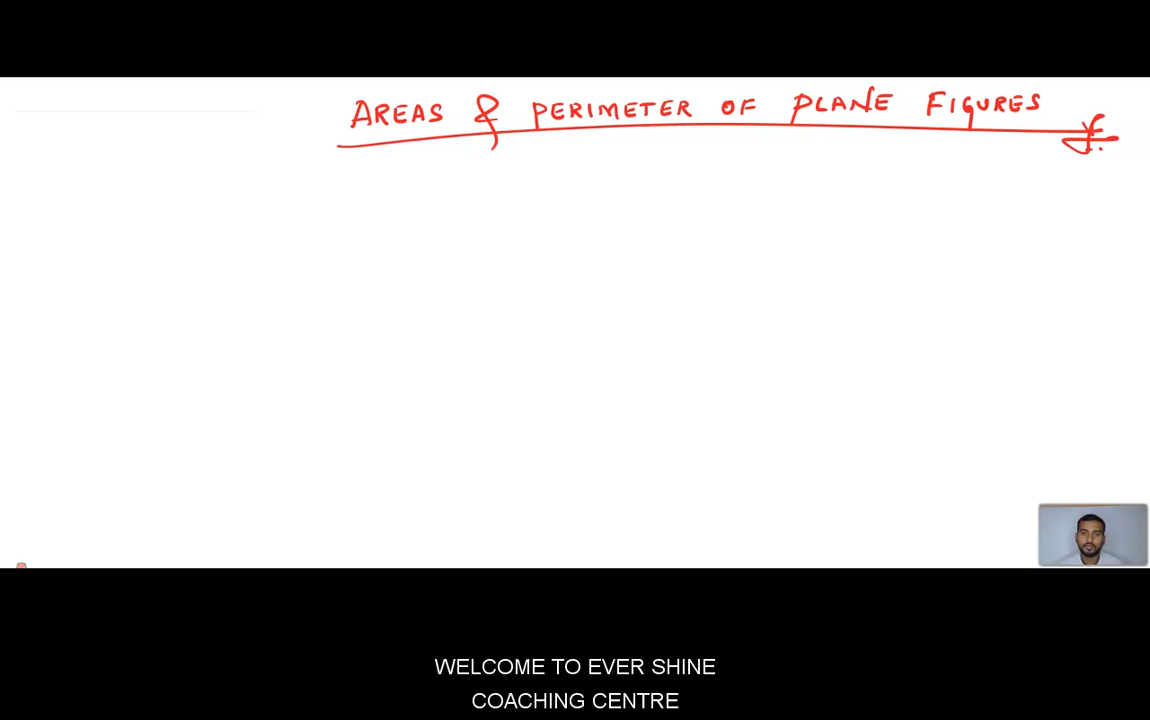 AREAS & PERIMETER OF PLANE FIGURES
WELCOME TO EVER SHINE
COACHING CENTRE